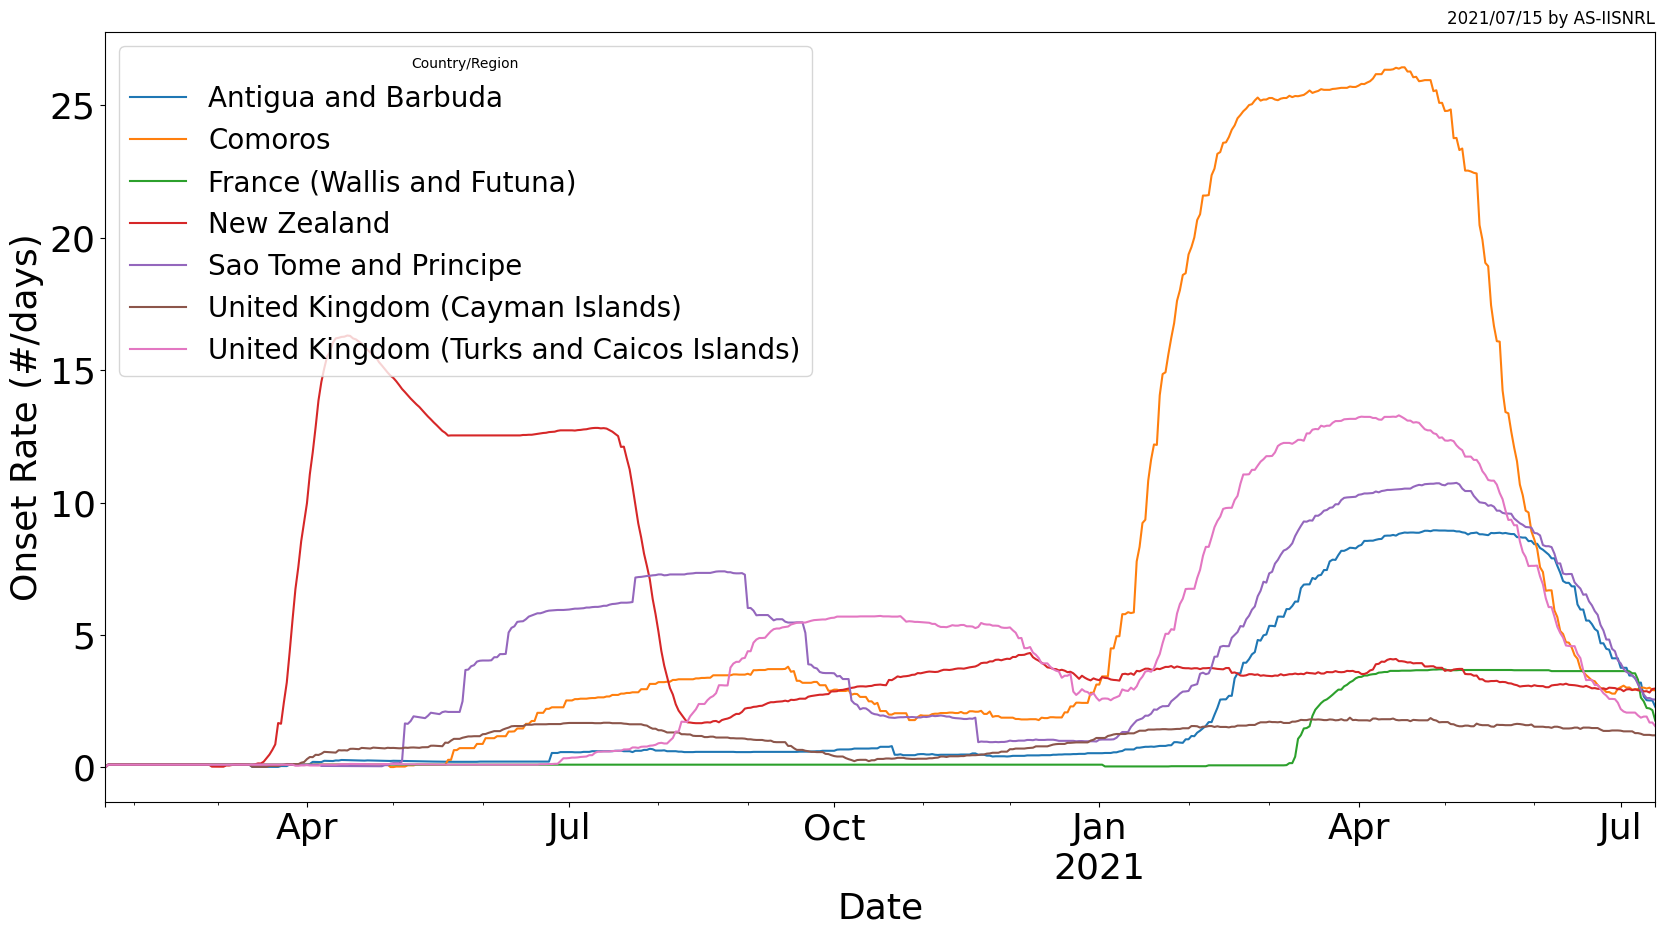 2021/07/15 by AS-IISNRL
Country/Region
Antigua and Barbuda
Comoros
France (Wallis and Futuna)
New Zealand
Sao Tome and Principe
United Kingdom (Cayman Islands)
United Kingdom (Turks and Caicos Islands)
Onset Rate (#/days)
25
20
15
10
5
0
Apr Jul Oct Jan Apr Jul
2021
Date